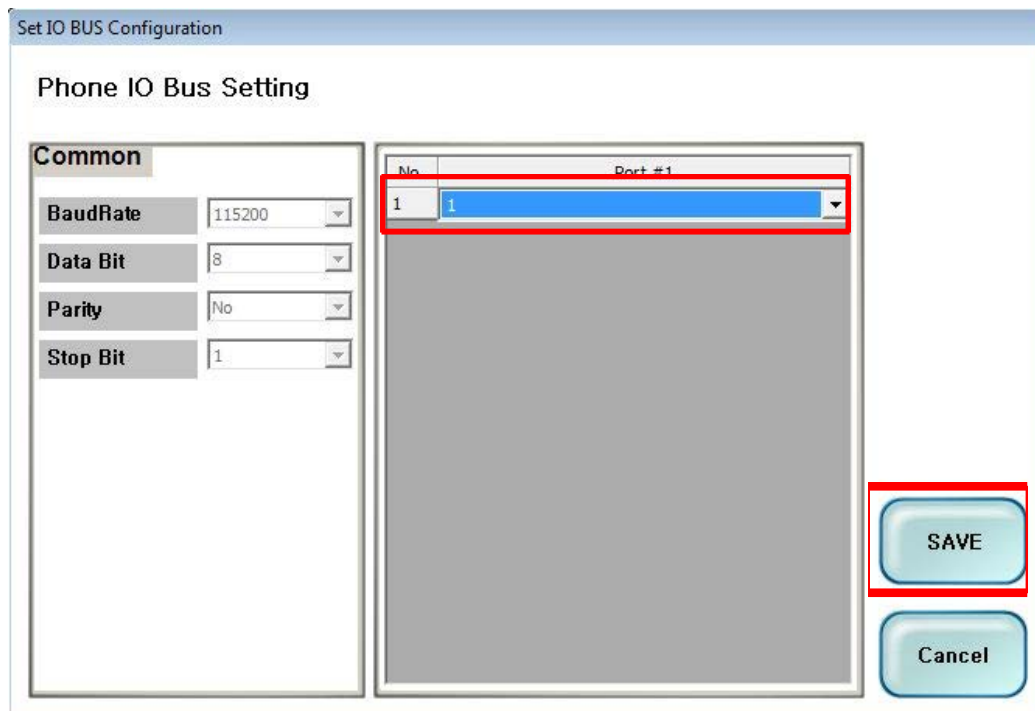 Set IO BUS Configuration
Phone IO Bus Setting
Common
BaudRate 115200
Data Bit 8
Parity No
Stop Bit 1
No Port #1
1 1
SAVE
Cancel